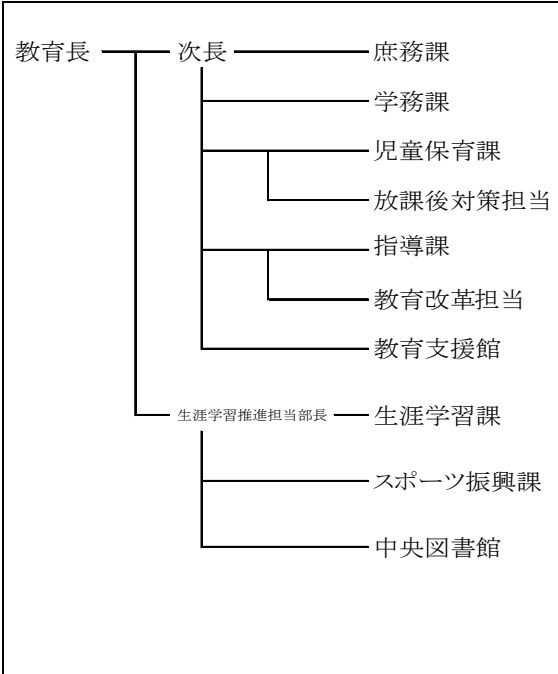 教育長 次長 庶務課
学務課
児童保育課
放課後対策担当
指導課
教育改革担当
教育支援館
生涯学習推進担当部長 生涯学習課
スポーツ振興課
中央図書館